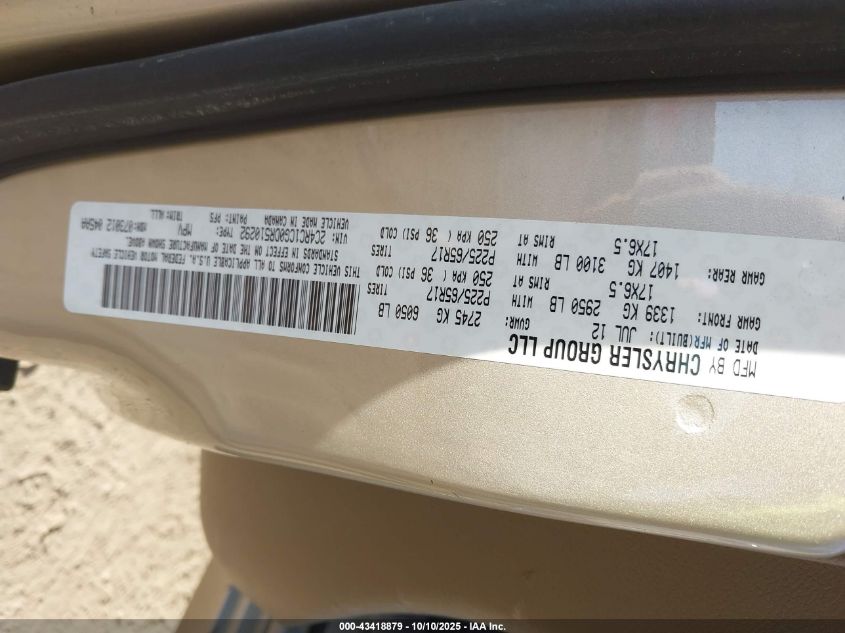 MFD BY CHRYSLER GROUP LLC
DATE OF MFR(BUILT): JUL 12 GVWR: 2745 KG 6050 LB
GAWR FRONT: 1339 KG 2950 LB WITH P225/65R17 TIRES
17X6.5 RIMS AT 250 KPA ( 36 PSI) COLD
GAWR REAR: 1407 KG 3100 LB WITH P225/65R17 TIRES
17X6.5 RIMS AT 250 KPA ( 36 PSI) COLD
THIS VEHICLE CONFORMS TO ALL APPLICABLE U.S.A. FEDERAL MOTOR VEHICLE SAFETY
STANDARDS IN EFFECT ON THE DATE OF MANUFACTURE SHOWN ABOVE.
VIN: 2C4RC1CG0CR510292 TYPE: MPV MDH: 073012 045AA
VEHICLE MADE IN CANADA PAINT: PFS TRIM:
000-43418879 - 10/10/2025 - IAA Inc.